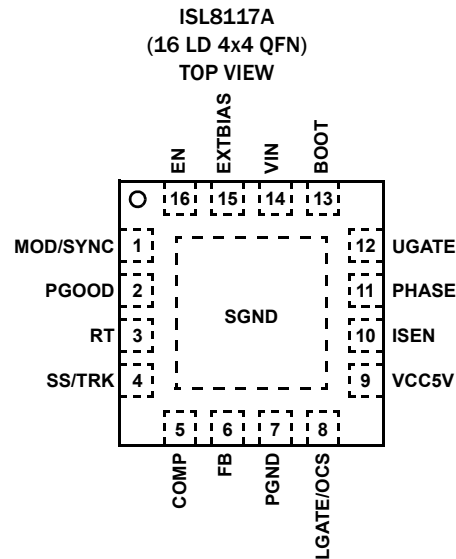 ISL8117A
(16 LD 4x4 QFN)
TOP VIEW
EN
EXTBIAS
VIN
BOOT
16
15
14
13
MOD/SYNC 1
PGOOD 2
RT 3
SS/TRK 4
SGND
12 UGATE
11 PHASE
10 ISEN
9 VCC5V
5
6
7
8
COMP
FB
PGND
LGATE/OCS